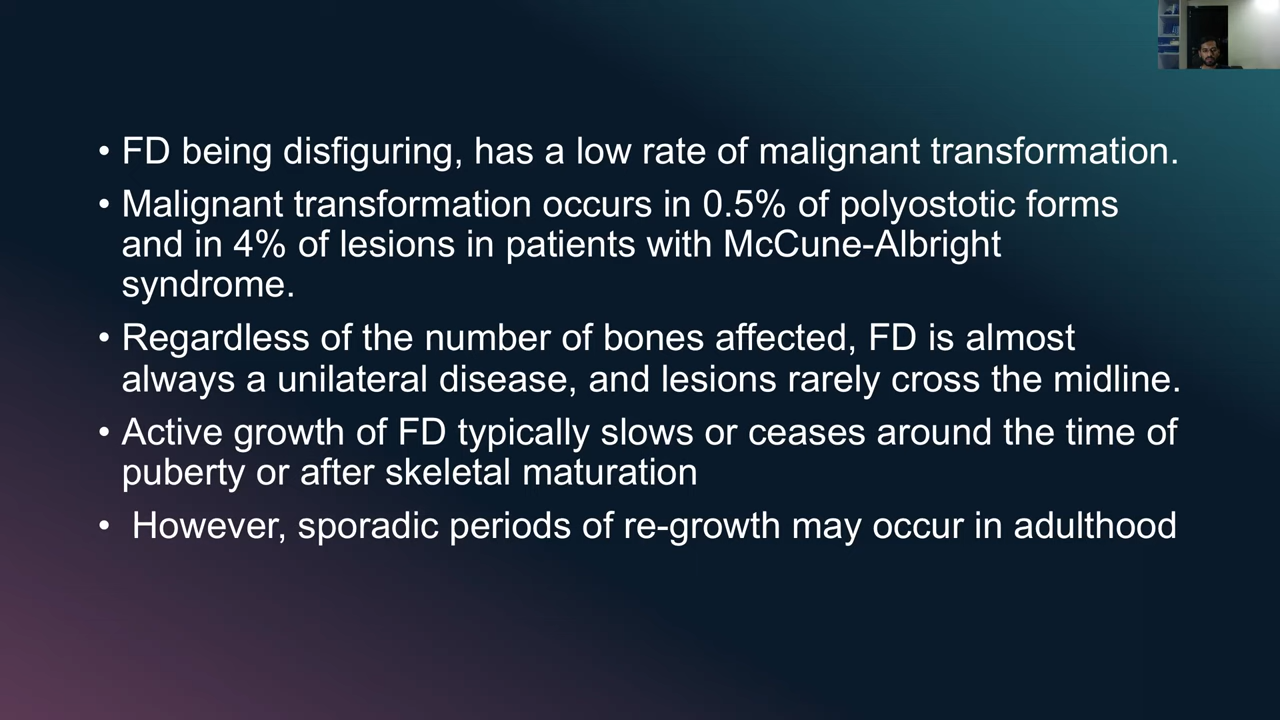 • FD being disfiguring, has a low rate of malignant transformation.
• Malignant transformation occurs in 0.5% of polyostotic forms
and in 4% of lesions in patients with McCune-Albright
syndrome.
• Regardless of the number of bones affected, FD is almost
always a unilateral disease, and lesions rarely cross the midline.
• Active growth of FD typically slows or ceases around the time of
puberty or after skeletal maturation
• However, sporadic periods of re-growth may occur in adulthood